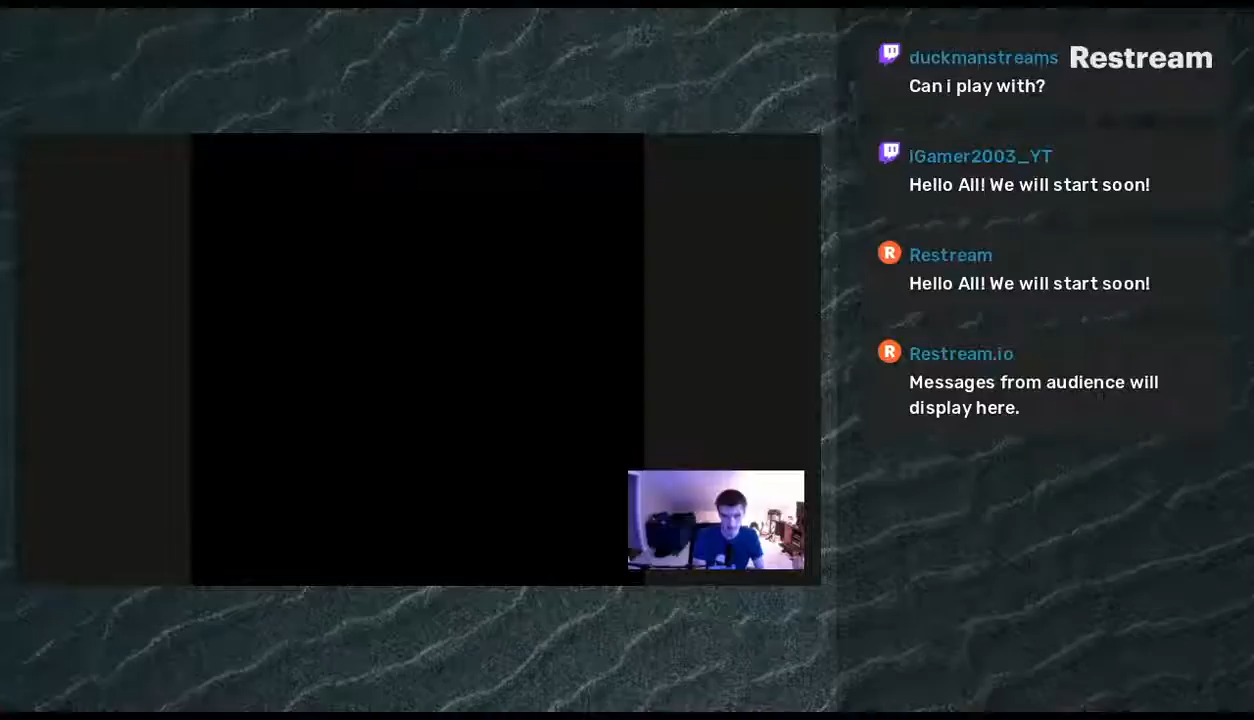 duckmanstreams
Restream
Can i play with?
IGamer2003_YT
Hello All! We will start soon!
Restream
Hello All! We will start soon!
Restream.io
Messages from audience will
display here.